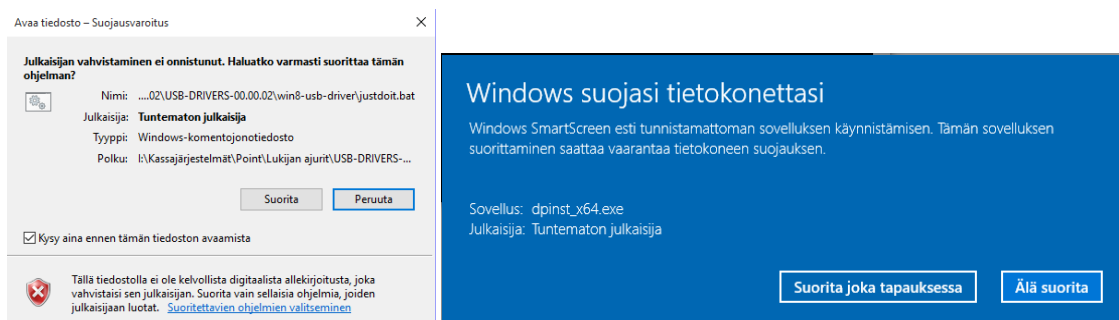 Avaa tiedosto – Suojausvaroitus
Julkaisijan vahvistaminen ei onnistunut. Haluatko varmasti suorittaa tämän
ohjelman?
Nimi: ....02\USB-DRIVERS-00.00.02\win8-usb-driver\justdoit.bat
Julkaisija: Tuntematon julkaisija
Tyyppi: Windows-komentojonotiedosto
Polku: I:\Kassajärjestelmät\Point\Lukijan ajurit\USB-DRIVERS-...
Suorita Peruuta
Kysy aina ennen tämän tiedoston avaamista
Tällä tiedostolla ei ole kelvollista digitaalista allekirjoitusta, joka
vahvistaisi sen julkaisijan. Suorita vain sellaisia ohjelmia, joiden
julkaisijaan luotat. Suoritettavien ohjelmien valitseminen
Windows suojasi tietokonettasi
Windows SmartScreen esti tunnistamattoman sovelluksen käynnistämisen. Tämän sovelluksen
suorittaminen saattaa vaarantaa tietokoneen suojauksen.
Sovellus: dpinst_x64.exe
Julkaisija: Tuntematon julkaisija
Suorita joka tapauksessa Älä suorita